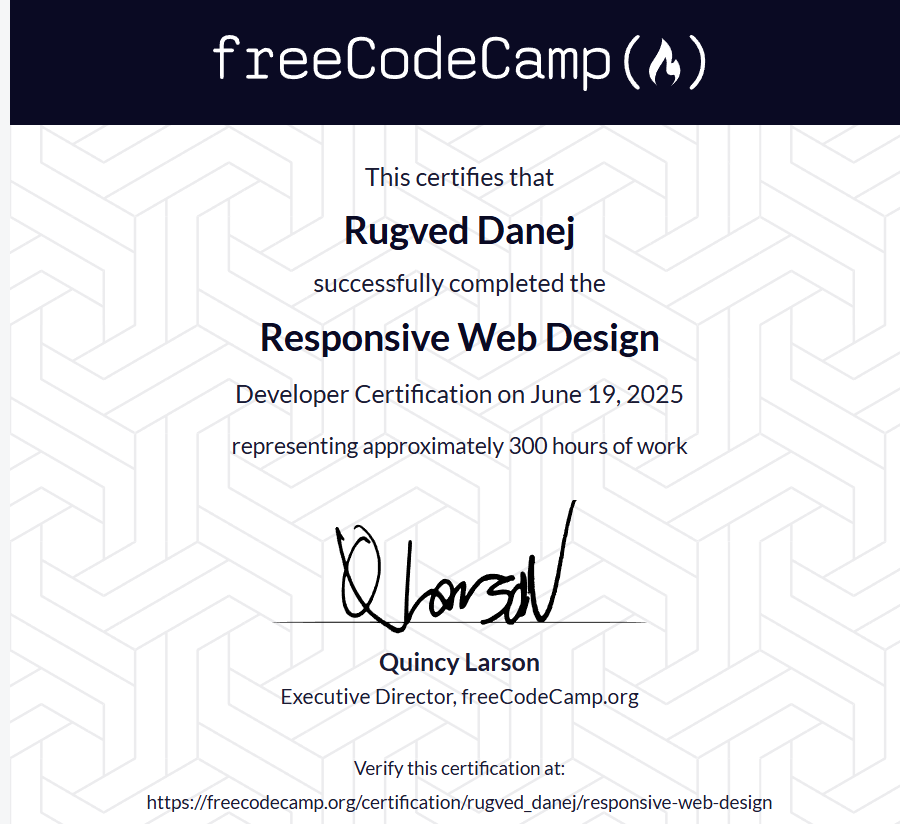 freeCodeCamp
This certifies that
Rugved Danej
successfully completed the
Responsive Web Design
Developer Certification on June 19, 2025
representing approximately 300 hours of work
Q Larson
Quincy Larson
Executive Director, freeCodeCamp.org
Verify this certification at:
https://freecodecamp.org/certification/rugved_danej/responsive-web-design